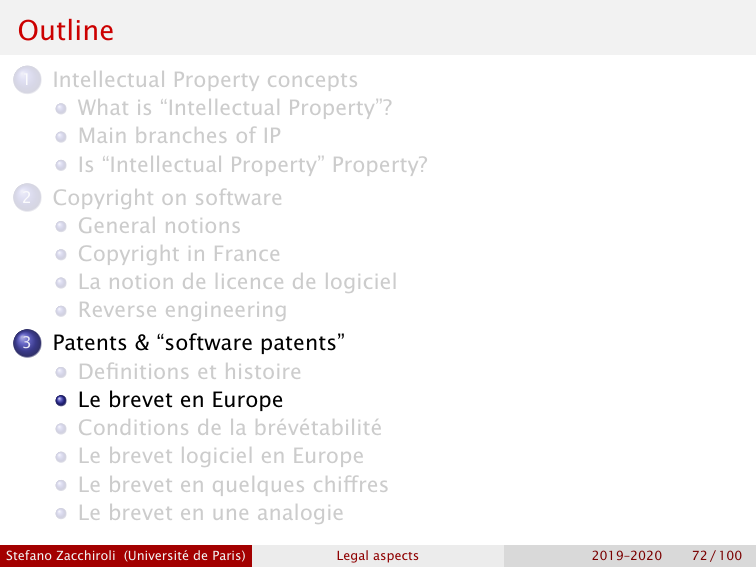 Outline
1 Intellectual Property concepts
What is “Intellectual Property”?
Main branches of IP
Is “Intellectual Property” Property?
2 Copyright on software
General notions
Copyright in France
La notion de licence de logiciel
Reverse engineering
3 Patents & “software patents”
Definitions et histoire
Le brevet en Europe
Conditions de la brévétabilité
Le brevet logiciel en Europe
Le brevet en quelques chiffres
Le brevet en une analogie
Stefano Zacchiroli (Université de Paris) Legal aspects 2019–2020 72 / 100